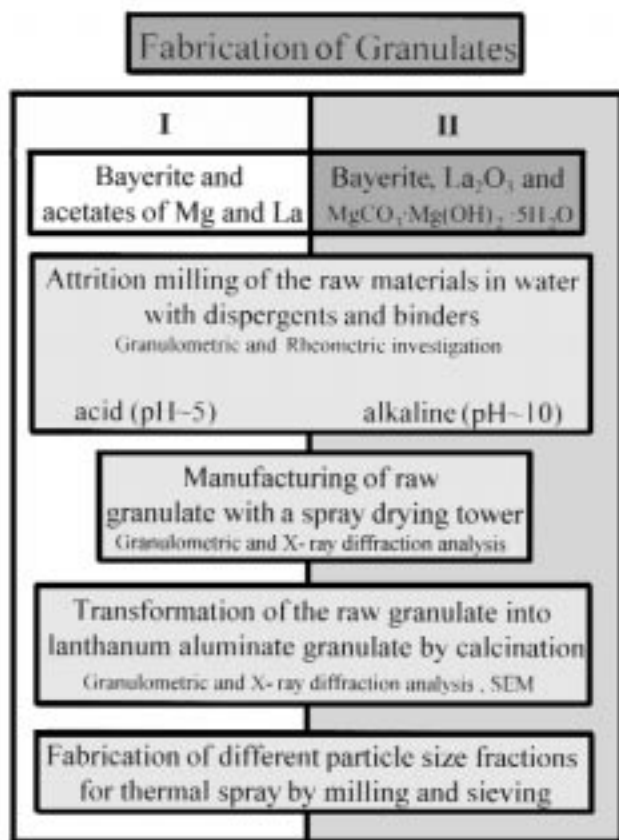 Fabrication of Granulates
I
II
Bayerite and
acetates of Mg and La
Bayerite, La₂O₃ and
MgCO₃·Mg(OH)₂·5H₂O
Attrition milling of the raw materials in water
with dispergents and binders
Granulometric and Rheometric investigation
acid (pH~5)
alkaline (pH~10)
Manufacturing of raw
granulate with a spray drying tower
Granulometric and X-ray diffraction analysis
Transformation of the raw granulate into
lanthanum aluminate granulate by calcination
Granulometric and X-ray diffraction analysis , SEM
Fabrication of different particle size fractions
for thermal spray by milling and sieving